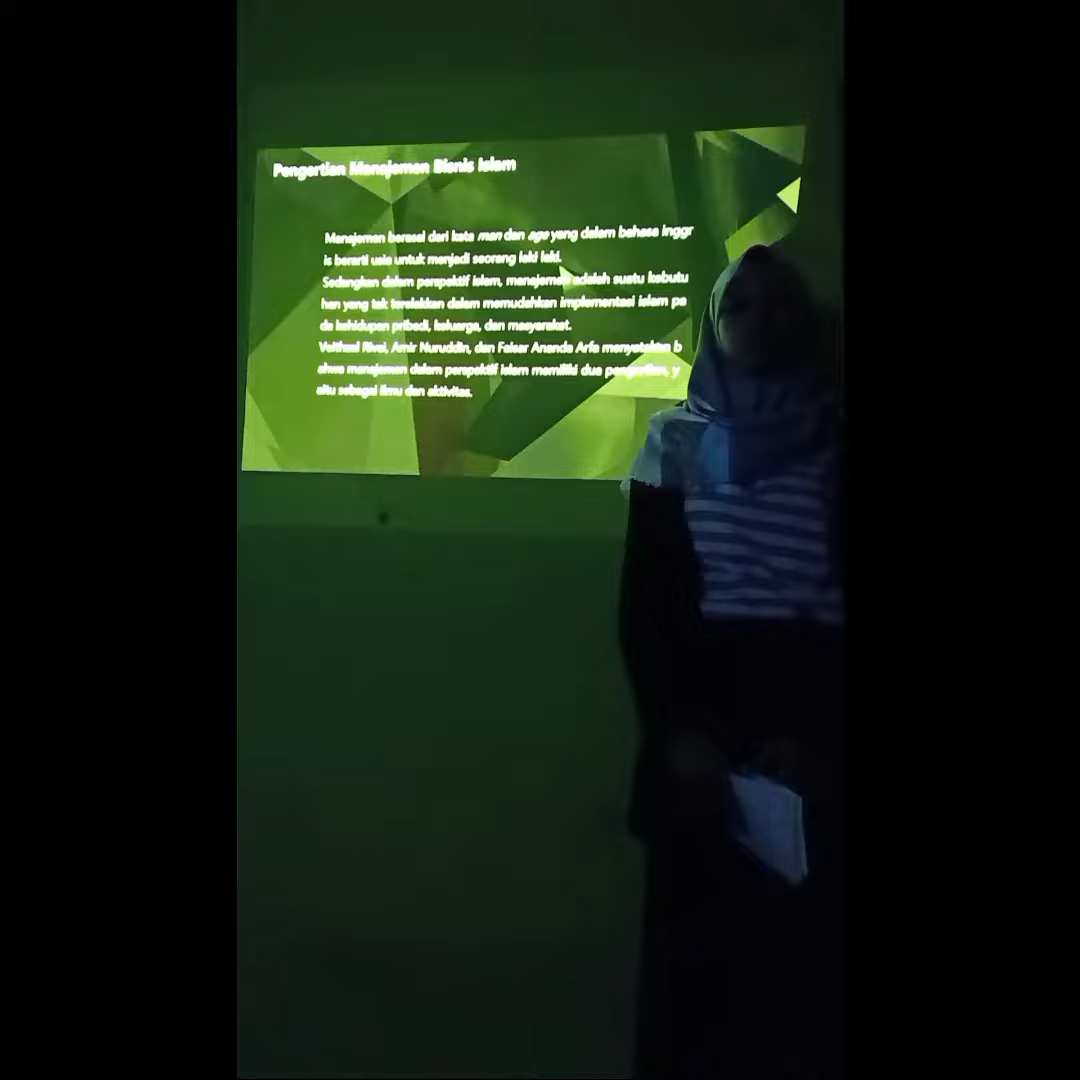 Pengertian Manajemen Bisnis Islam
Manajemen berasal dari kata man dan age yang dalam bahasa inggr
is berarti usia untuk menjadi seorang laki laki.
Sedangkan dalam perspektif islam, manajemen adalah suatu kebutu
han yang tak terelakkan dalam memudahkan implementasi islam pa
da kehidupan pribadi, keluarga, dan masyarakat.
Veithzal Rivai, Amir Nuruddin, dan Faisar Ananda Arfa menyatakan b
ahwa manajemen dalam perspektif islam memiliki dua pengertian, y
aitu sebagai ilmu dan aktivitas.